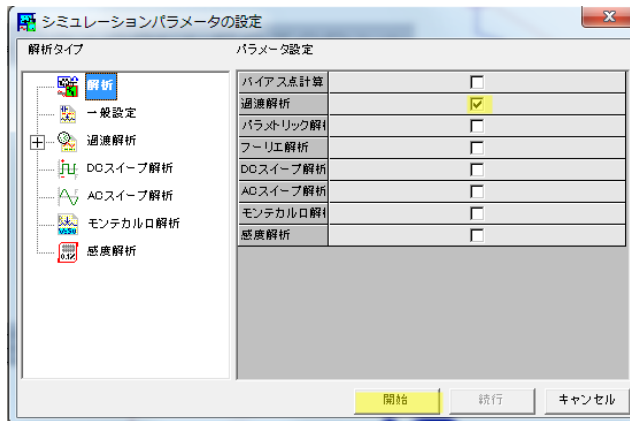 シミュレーションパラメータの設定
解析タイプ
パラメータ設定
解析
一般設定
過渡解析
DCスイープ解析
ACスイープ解析
モンテカルロ解析
感度解析
バイアス点計算
過渡解析
パラメトリック解
フーリエ解析
DCスイープ解析
ACスイープ解析
モンテカルロ解
感度解析
開始
続行
キャンセル